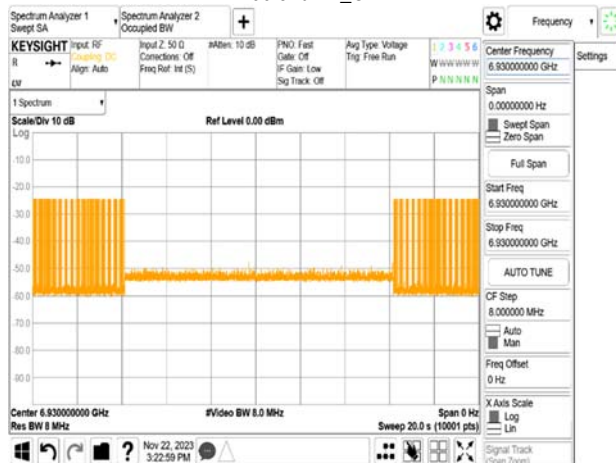 Spectrum Analyzer 1
Swept SA
Spectrum Analyzer 2
Occupied BW
Frequency
KEYSIGHT
R
Input: RF
Coupling: DC
Align: Auto
Input Z: 50 Ω
Corrections: Off
Freq Ref: Int (S)
#Atten: 10 dB
PNO: Fast
Gate: Off
IF Gain: Low
Sig Track: Off
Avg Type: Voltage
Trig: Free Run
1 2 3 4 5 6
W W W W W W
P N N N N N
1 Spectrum
Scale/Div 10 dB
Ref Level 0.00 dBm
Log
-10.0
-20.0
-30.0
-40.0
-50.0
-60.0
-70.0
-80.0
-90.0
Center 6.930000000 GHz
Res BW 8 MHz
#Video BW 8.0 MHz
Span 0 Hz
Sweep 20.0 s (10001 pts)
Nov 22, 2023
3:22:59 PM
Center Frequency
6.930000000 GHz
Settings
Span
0.00000000 Hz
Swept Span
Zero Span
Full Span
Start Freq
6.930000000 GHz
Stop Freq
6.930000000 GHz
AUTO TUNE
CF Step
8.000000 MHz
Auto
Man
Freq Offset
0 Hz
X Axis Scale
Log
Lin
Signal Track
(Span Zoom)